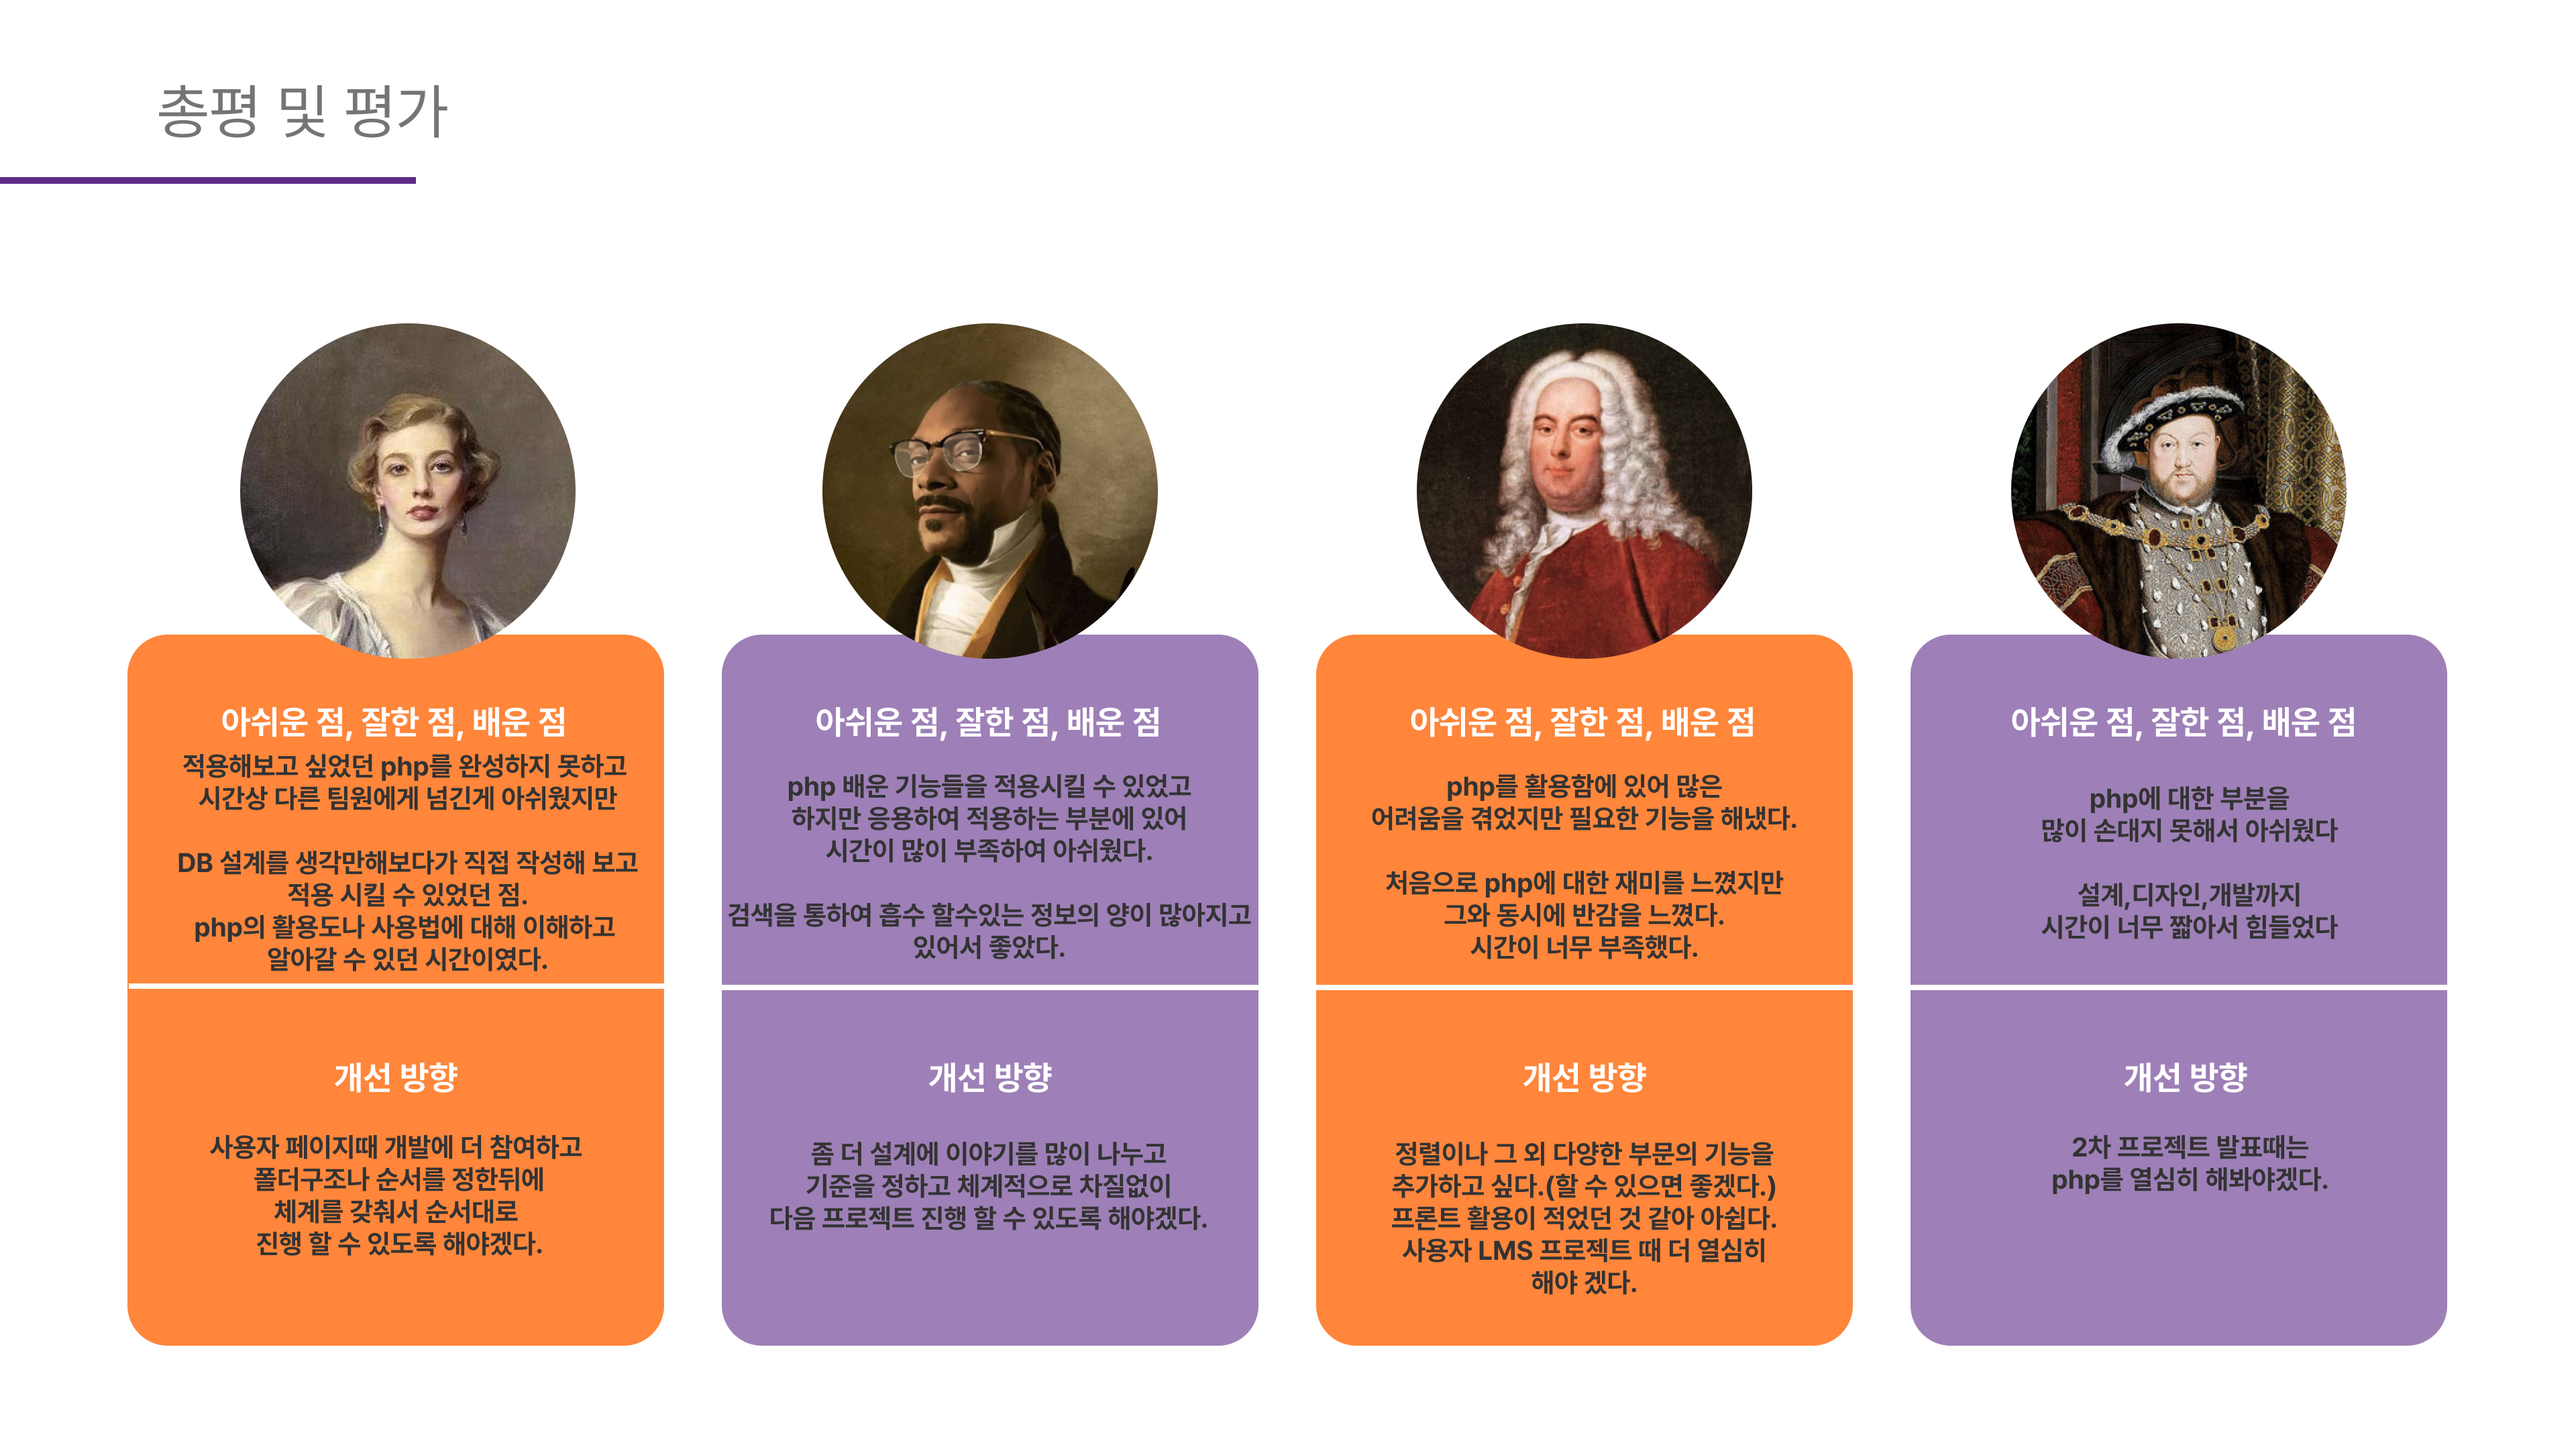 총평 및 평가
아쉬운 점, 잘한 점, 배운 점
적용해보고 싶었던 php를 완성하지 못하고
시간상 다른 팀원에게 넘긴게 아쉬웠지만
DB 설계를 생각만해보다가 직접 작성해 보고
적용 시킬 수 있었던 점.
php의 활용도나 사용법에 대해 이해하고
알아갈 수 있던 시간이였다.
개선 방향
사용자 페이지때 개발에 더 참여하고
폴더구조나 순서를 정한뒤에
체계를 갖춰서 순서대로
진행 할 수 있도록 해야겠다.
아쉬운 점, 잘한 점, 배운 점
php 배운 기능들을 적용시킬 수 있었고
하지만 응용하여 적용하는 부분에 있어
시간이 많이 부족하여 아쉬웠다.
검색을 통하여 흡수 할수있는 정보의 양이 많아지고
있어서 좋았다.
개선 방향
좀 더 설계에 이야기를 많이 나누고
기준을 정하고 체계적으로 차질없이
다음 프로젝트 진행 할 수 있도록 해야겠다.
아쉬운 점, 잘한 점, 배운 점
php를 활용함에 있어 많은
어려움을 겪었지만 필요한 기능을 해냈다.
처음으로 php에 대한 재미를 느꼈지만
그와 동시에 반감을 느꼈다.
시간이 너무 부족했다.
개선 방향
정렬이나 그 외 다양한 부문의 기능을
추가하고 싶다.(할 수 있으면 좋겠다.)
프론트 활용이 적었던 것 같아 아쉽다.
사용자 LMS 프로젝트 때 더 열심히
해야 겠다.
아쉬운 점, 잘한 점, 배운 점
php에 대한 부분을
많이 손대지 못해서 아쉬웠다
설계,디자인,개발까지
시간이 너무 짧아서 힘들었다
개선 방향
2차 프로젝트 발표때는
php를 열심히 해봐야겠다.